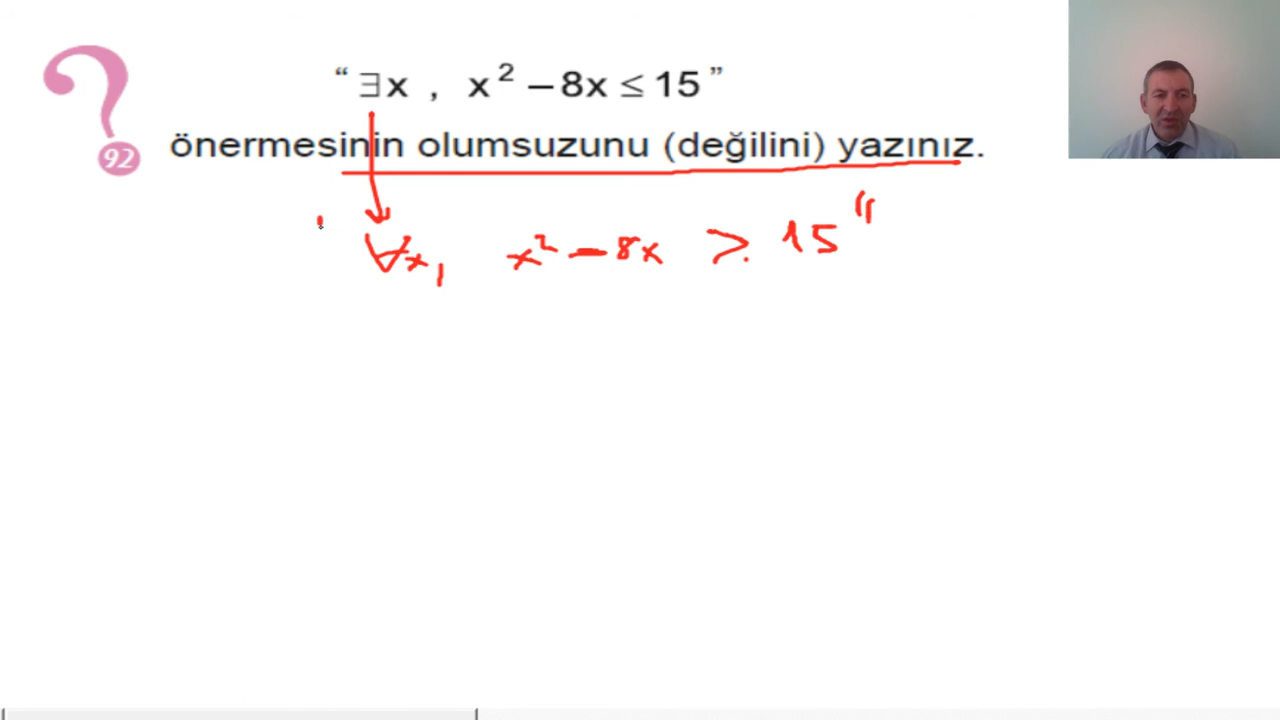 “∃x , x² – 8x ≤ 15”
92
önermesinin olumsuzunu (değilini) yazınız.
' ∀x, x² – 8x > 15"